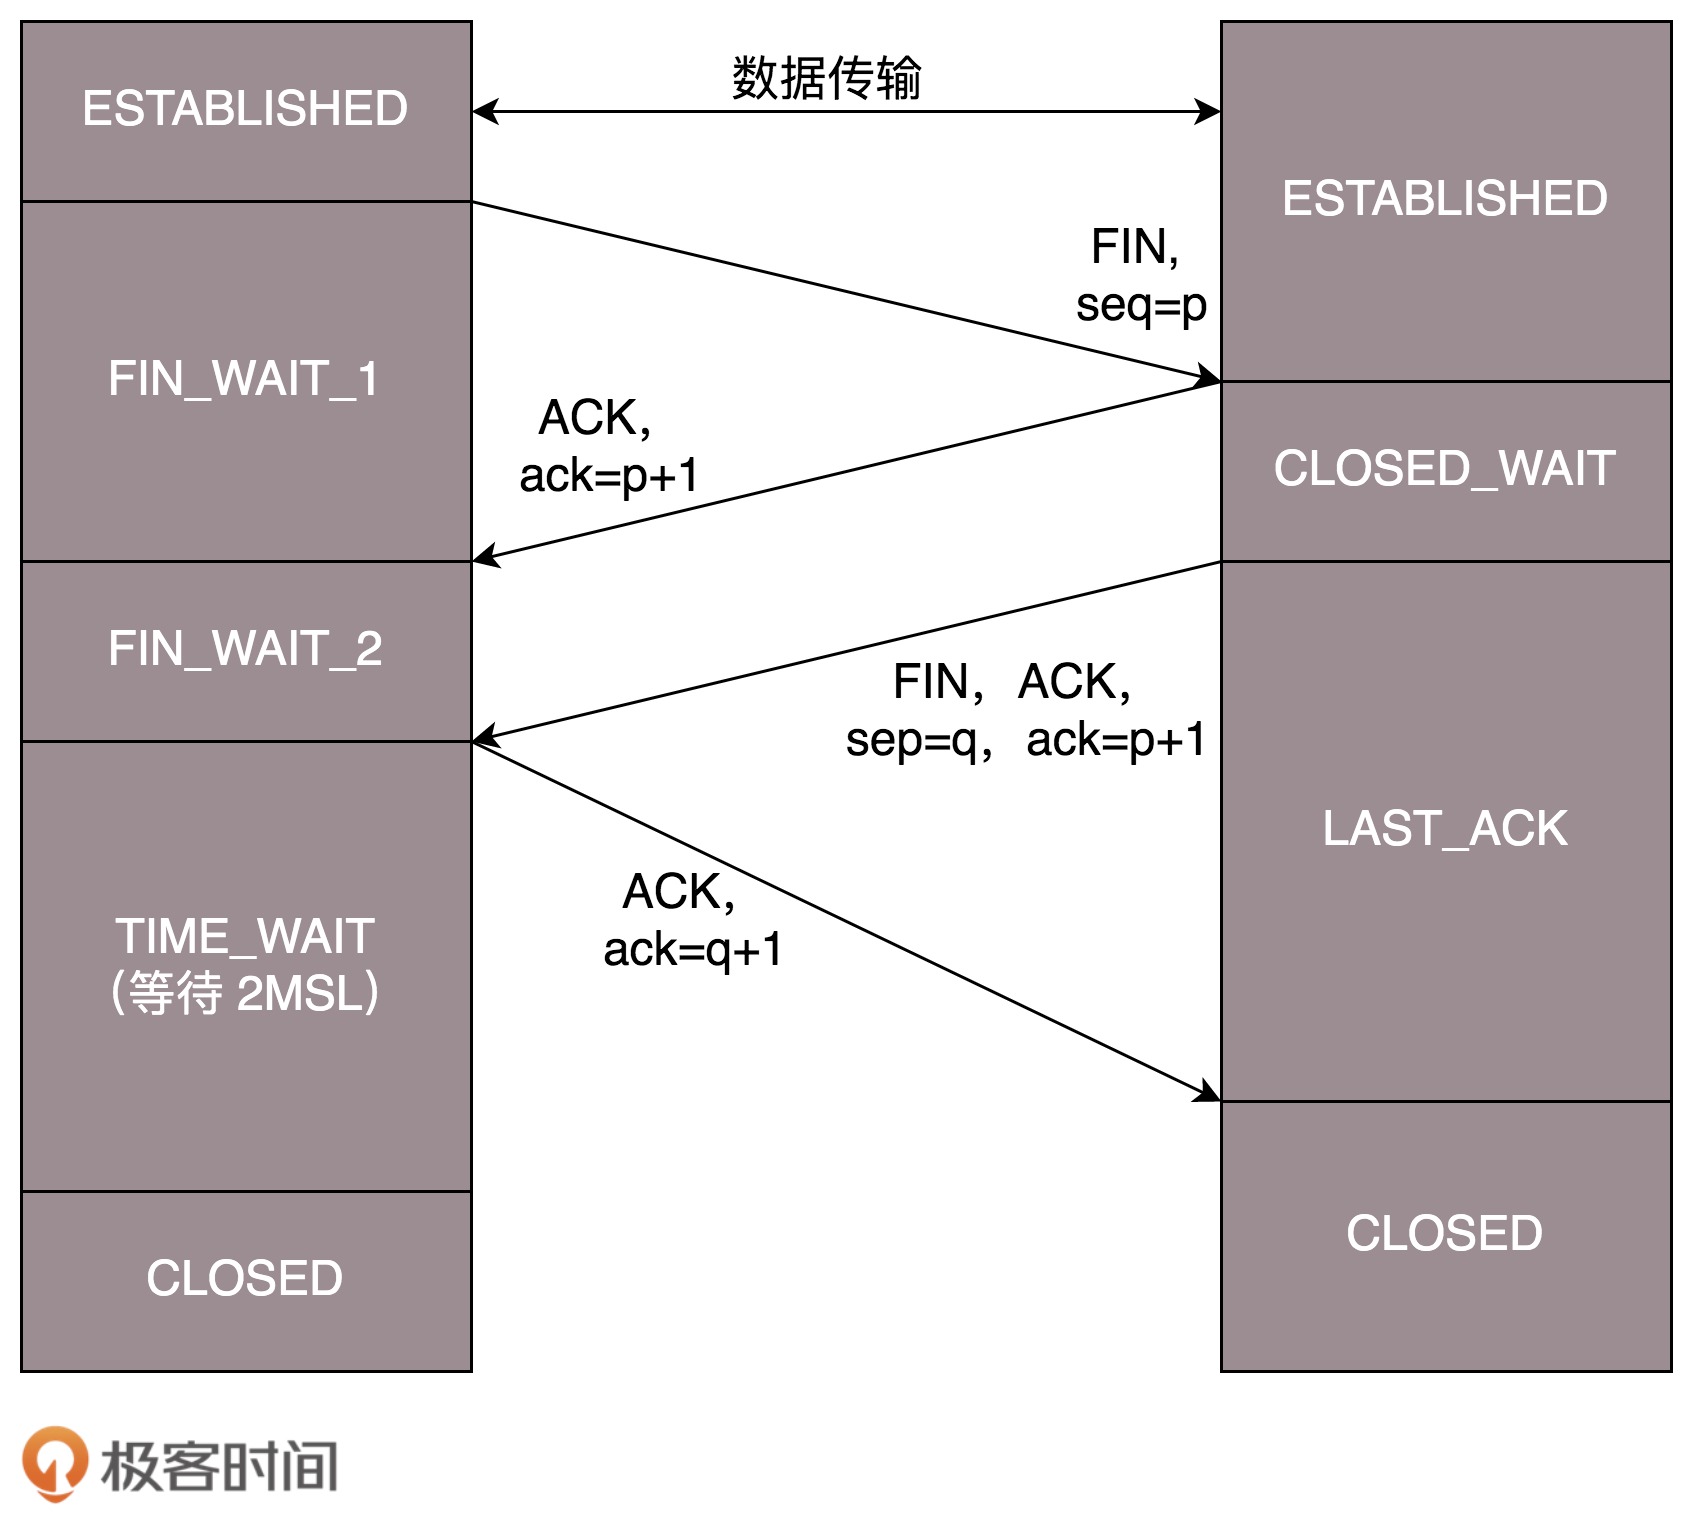 数据传输
ESTABLISHED
ESTABLISHED
FIN,
seq=p
FIN_WAIT_1
ACK,
ack=p+1
CLOSED_WAIT
FIN_WAIT_2
FIN, ACK,
sep=q, ack=p+1
LAST_ACK
ACK,
ack=q+1
TIME_WAIT
(等待 2MSL)
CLOSED
CLOSED
极客时间